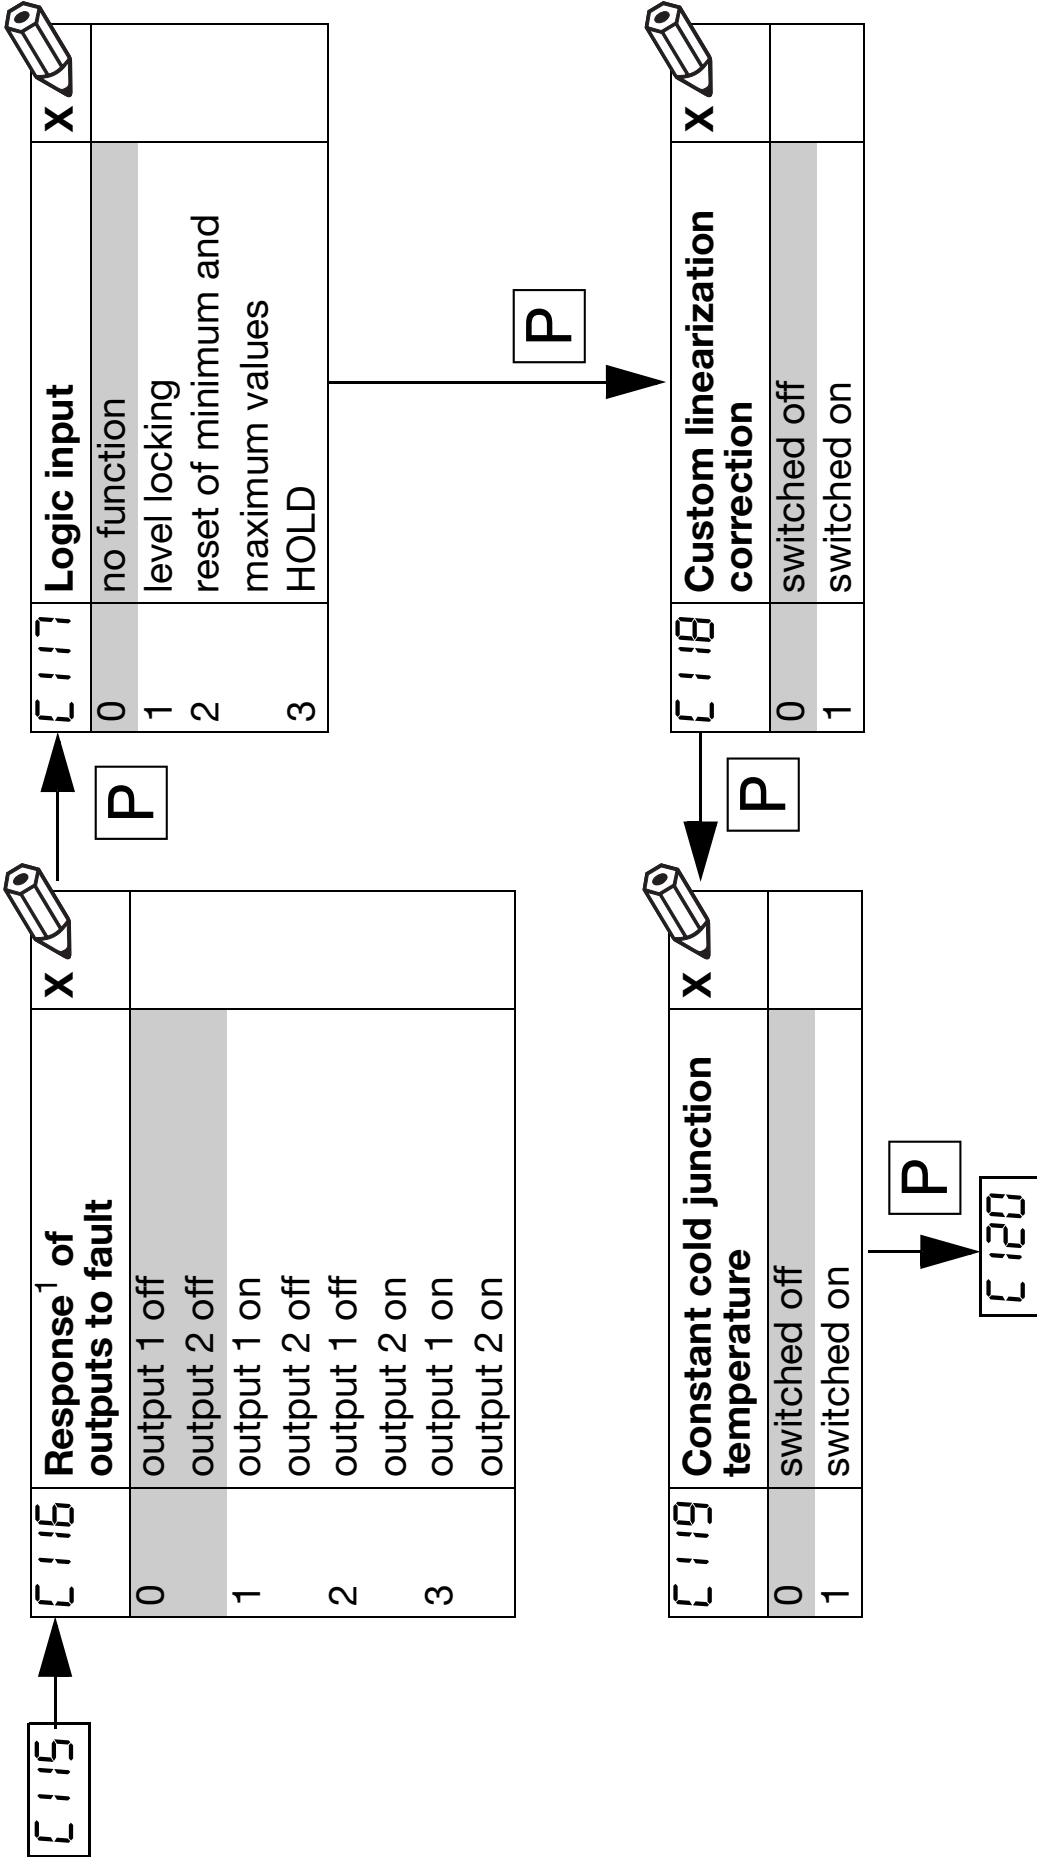 C115
C116 Response¹ of x
outputs to fault
0 output 1 off
output 2 off
1 output 1 on
output 2 off
2 output 1 off
output 2 on
3 output 1 on
output 2 on
P
C117 Logic input x
0 no function
1 level locking
2 reset of minimum and
maximum values
3 HOLD
P
C118 Custom linearization x
correction
0 switched off
1 switched on
P
C119 Constant cold junction x
temperature
0 switched off
1 switched on
P
C120